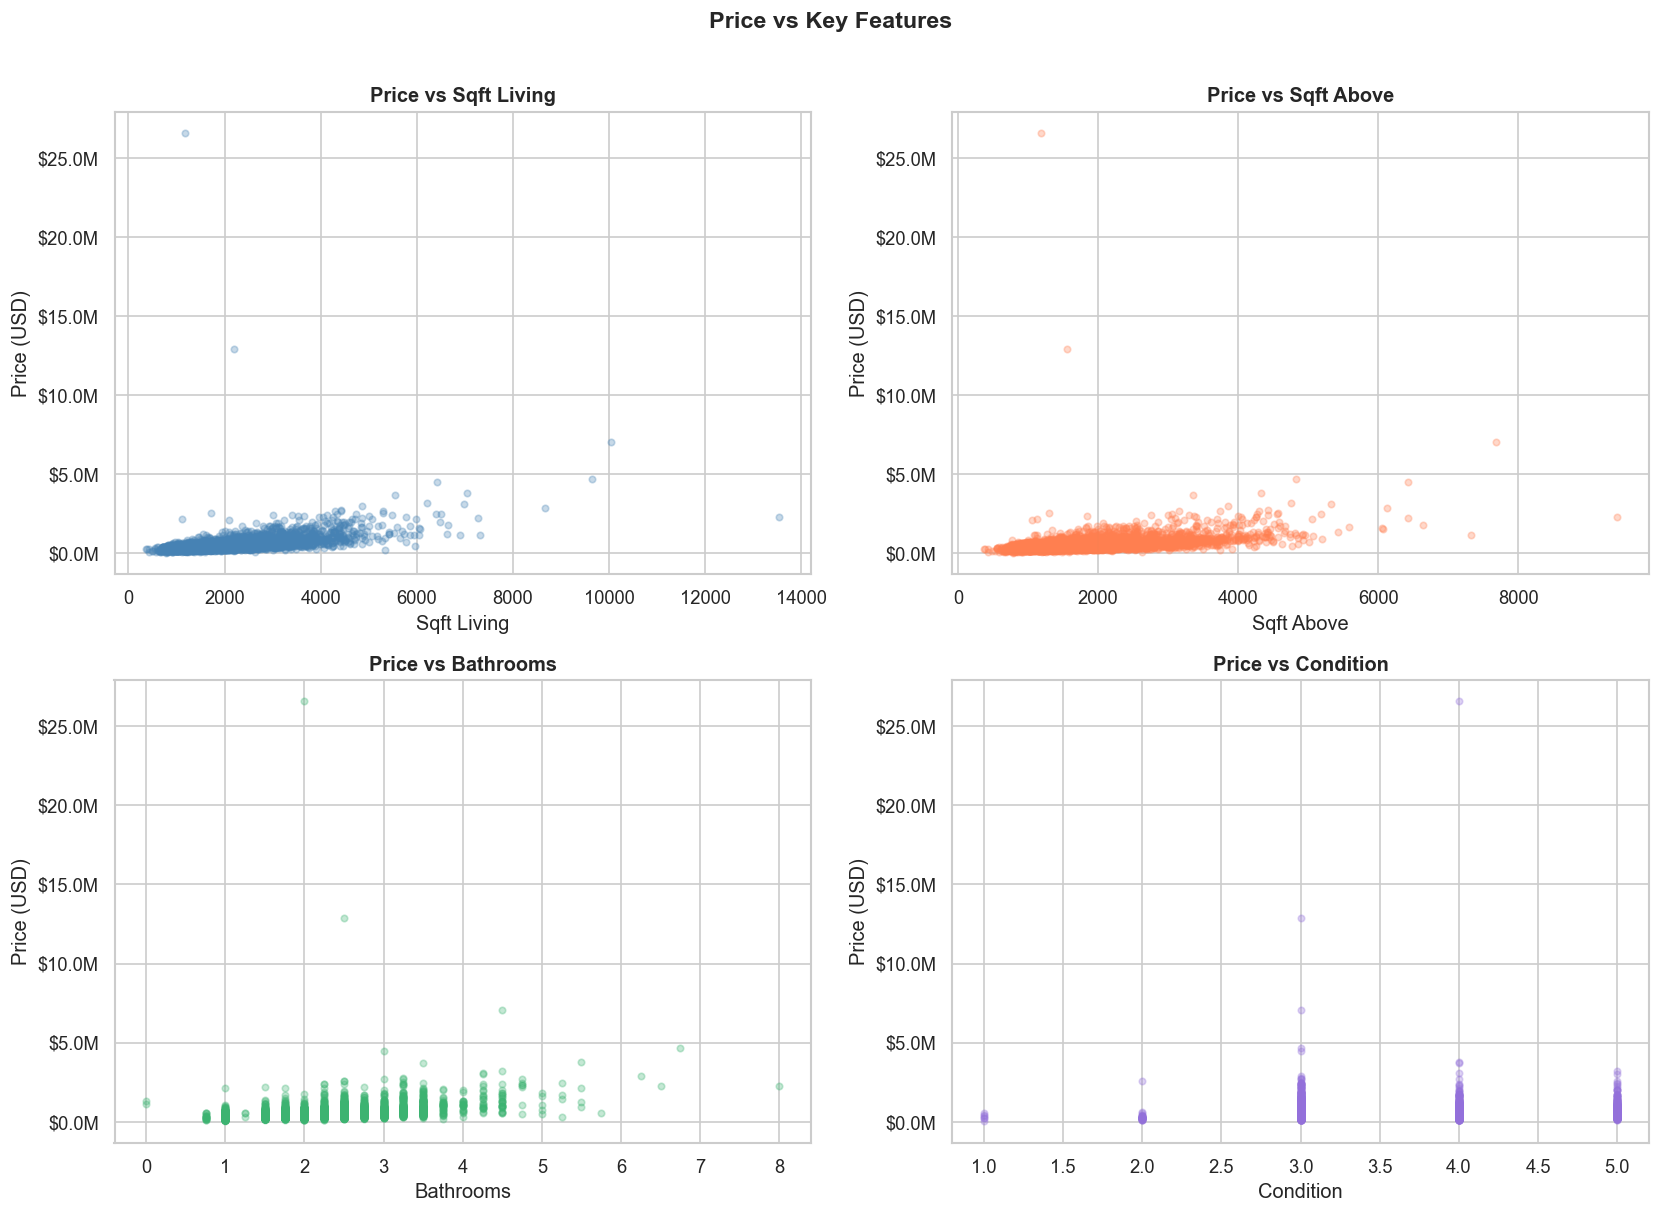 Price vs Key Features
Price vs Sqft Living
$25.0M
$20.0M
$15.0M
$10.0M
$5.0M
$0.0M
Price (USD)
0 2000 4000 6000 8000 10000 12000 14000
Sqft Living
Price vs Sqft Above
$25.0M
$20.0M
$15.0M
$10.0M
$5.0M
$0.0M
Price (USD)
0 2000 4000 6000 8000
Sqft Above
Price vs Bathrooms
$25.0M
$20.0M
$15.0M
$10.0M
$5.0M
$0.0M
Price (USD)
0 1 2 3 4 5 6 7 8
Bathrooms
Price vs Condition
$25.0M
$20.0M
$15.0M
$10.0M
$5.0M
$0.0M
Price (USD)
1.0 1.5 2.0 2.5 3.0 3.5 4.0 4.5 5.0
Condition